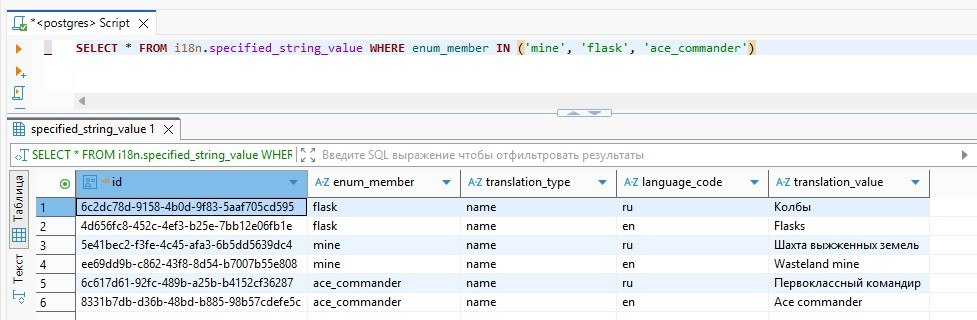 *<postgres> Script
SELECT * FROM i18n.specified_string_value WHERE enum_member IN ('mine', 'flask', 'ace_commander')
specified_string_value 1
SELECT * FROM i18n.specified_string_value WHER
Введите SQL выражение чтобы отфильтровать результаты
Таблица
Текст
id A-Z enum_member A-Z translation_type A-Z language_code A-Z translation_value
1 6c2dc78d-9158-4b0d-9f83-5aaf705cd595 flask name ru Колбы
2 4d656fc8-452c-4ef3-b25e-7bb12e06fb1e flask name en Flasks
3 5e41bec2-f3fe-4c45-afa3-6b5dd5639dc4 mine name ru Шахта выжженных земель
4 ee69dd9b-c862-43f8-8d54-b7007b55e808 mine name en Wasteland mine
5 6c617d61-92fc-489b-a25b-b4152cf36287 ace_commander name ru Первоклассный командир
6 8331b7db-d36b-48bd-b885-98b57cdefe5c ace_commander name en Ace commander